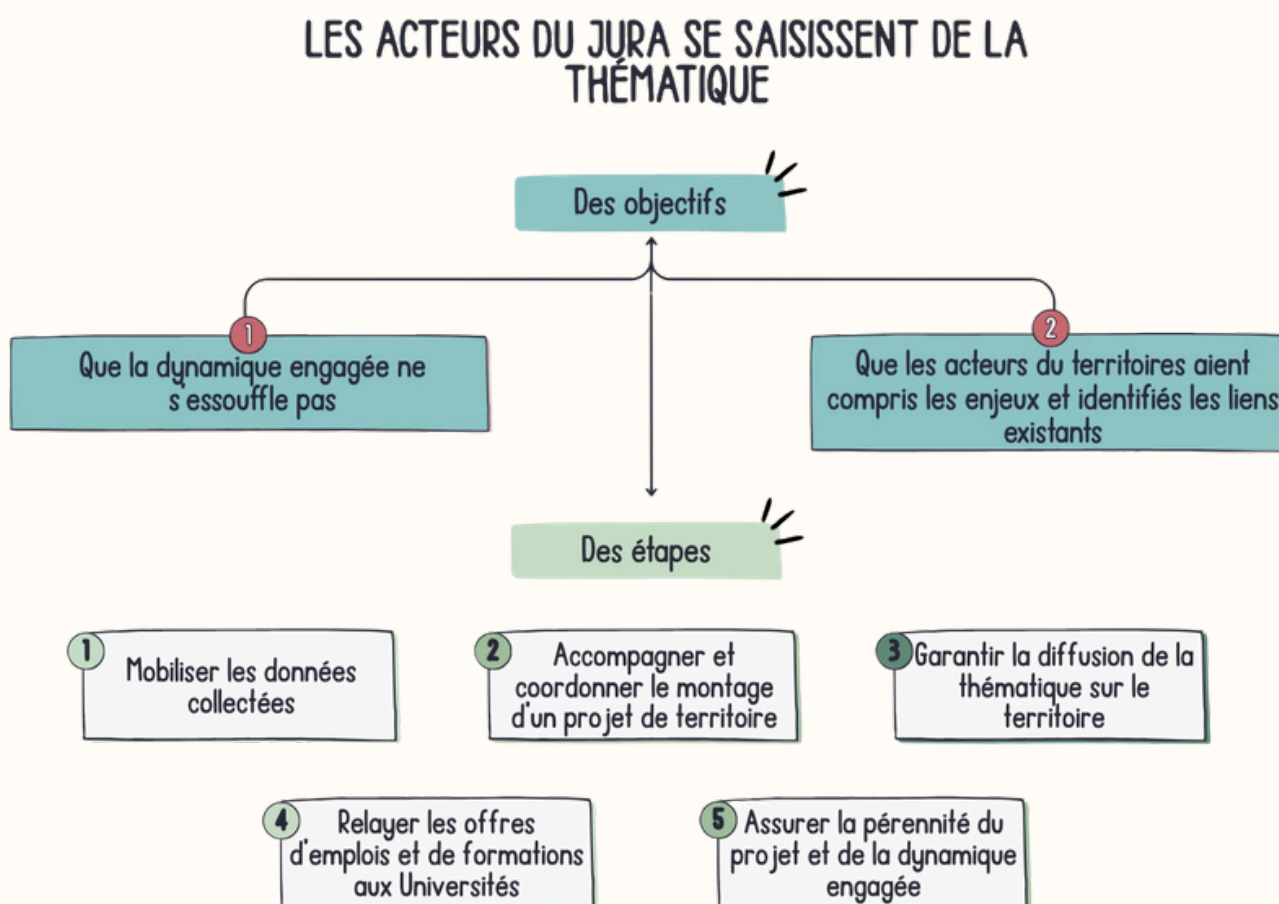 LES ACTEURS DU JURA SE SAISISSENT DE LA
THÉMATIQUE
Des objectifs
1
Que la dynamique engagée ne
s'essouffle pas
2
Que les acteurs du territoires aient
compris les enjeux et identifiés les liens
existants
Des étapes
1
Mobiliser les données
collectées
2
Accompagner et
coordonner le montage
d'un projet de territoire
3
Garantir la diffusion de la
thématique sur le
territoire
4
Relayer les offres
d'emplois et de formations
aux Universités
5
Assurer la pérennité du
projet et de la dynamique
engagée